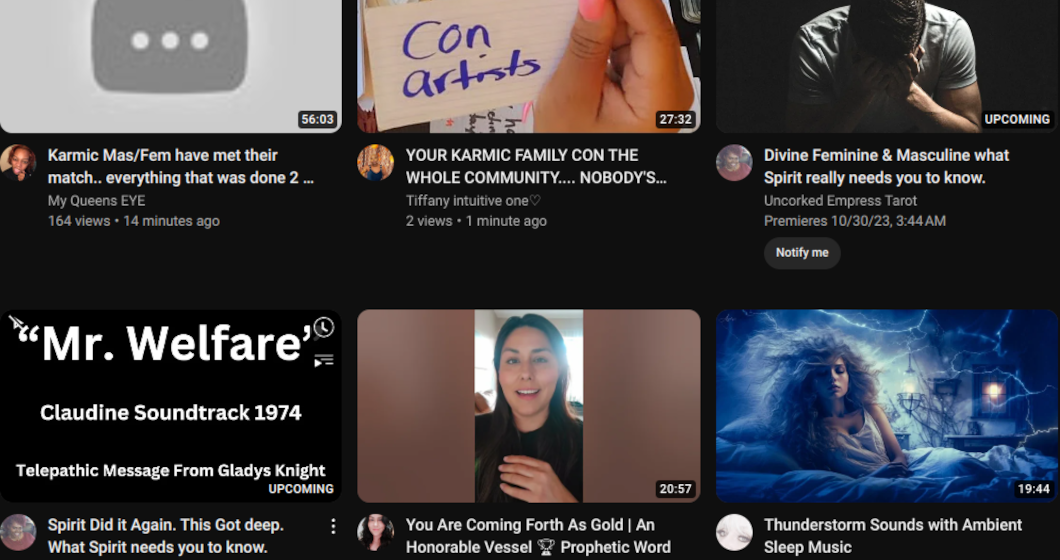 Con
artists
56:03
27:32
UPCOMING
Karmic Mas/Fem have met their
match.. everything that was done 2 ...
My Queens EYE
164 views • 14 minutes ago
YOUR KARMIC FAMILY CON THE
WHOLE COMMUNITY.... NOBODY'S...
Tiffany intuitive one♡
2 views • 1 minute ago
Divine Feminine & Masculine what
Spirit really needs you to know.
Uncorked Empress Tarot
Premieres 10/30/23, 3:44 AM
Notify me
“Mr. Welfare’
Claudine Soundtrack 1974
Telepathic Message From Gladys Knight
UPCOMING
20:57
19:44
Spirit Did it Again. This Got deep.
What Spirit needs you to know.
You Are Coming Forth As Gold | An
Honorable Vessel 🏆 Prophetic Word
Thunderstorm Sounds with Ambient
Sleep Music